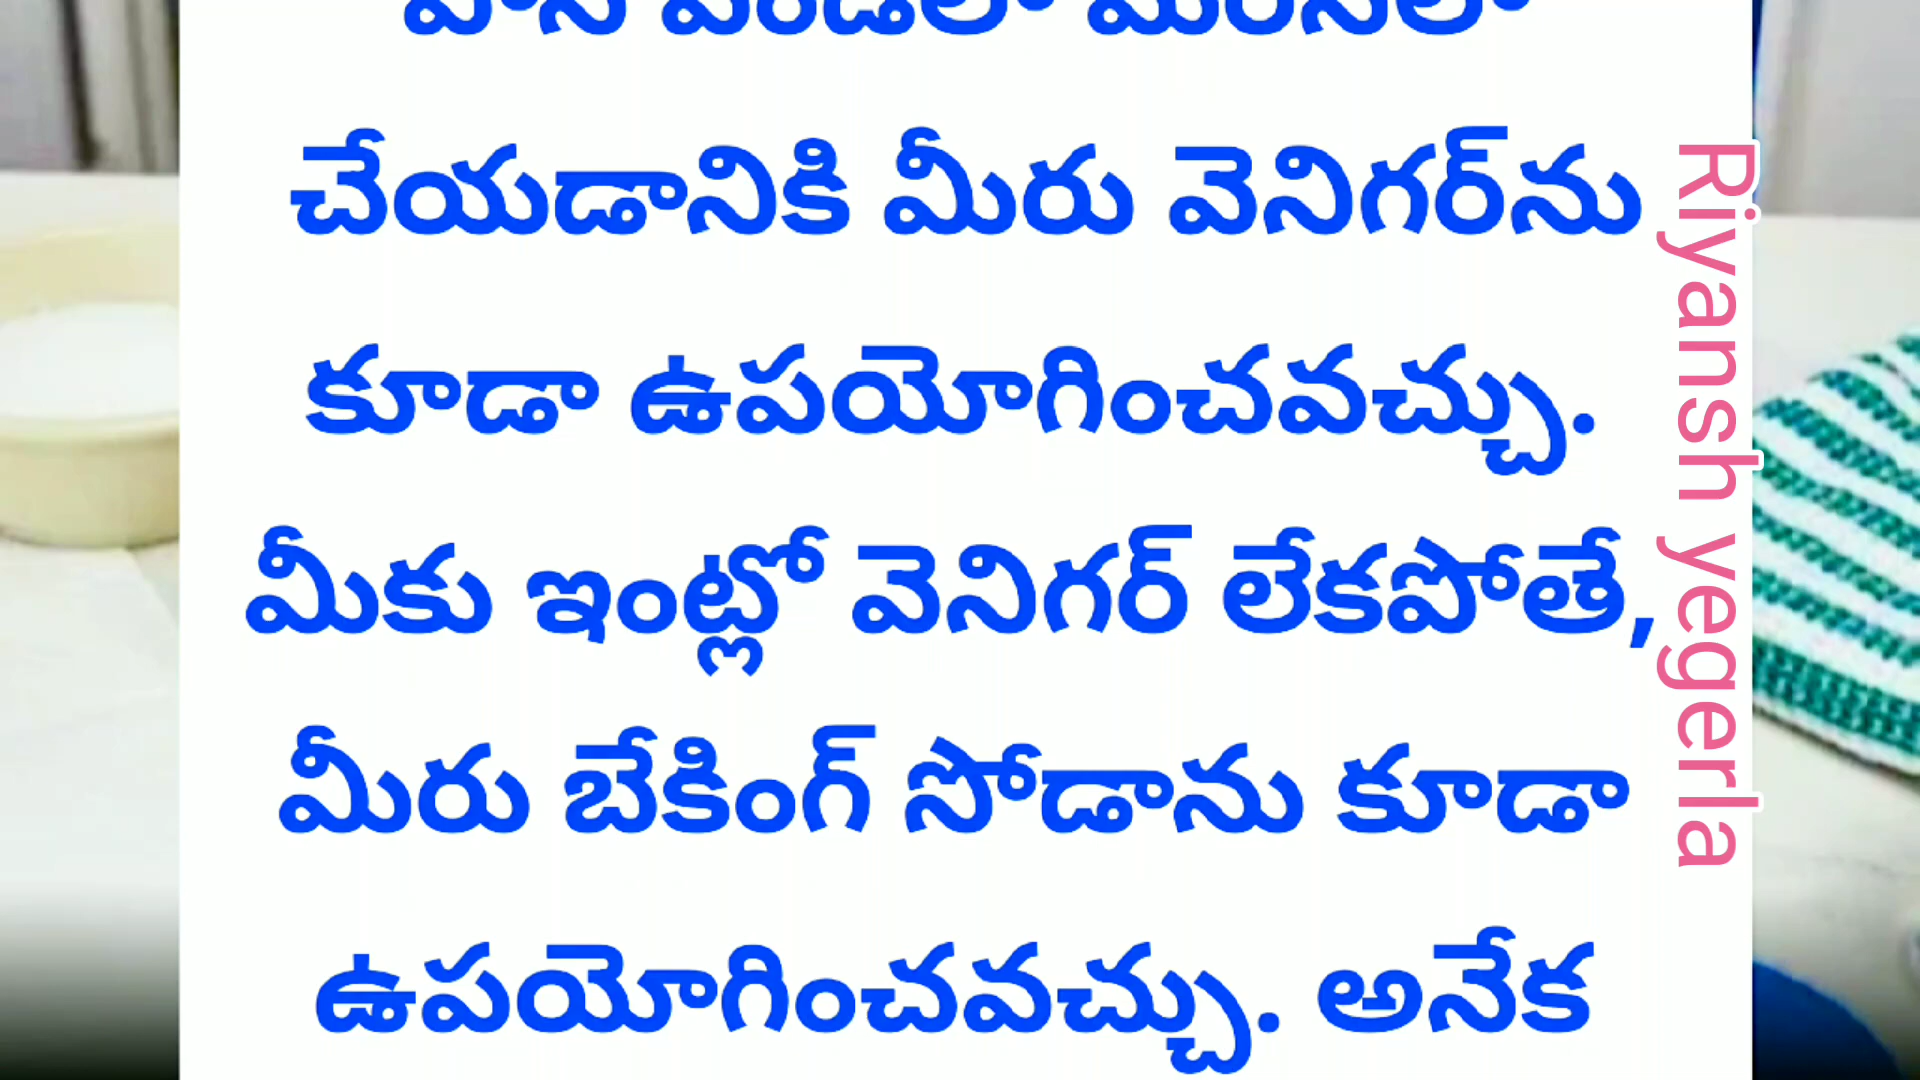 చేయడానికి మీరు వెనిగర్‌ను
కూడా ఉపయోగించవచ్చు.
మీకు ఇంట్లో వెనిగర్ లేకపోతే,
మీరు బేకింగ్ సోడాను కూడా
ఉపయోగించవచ్చు. అనేక
Riyansh yegerla